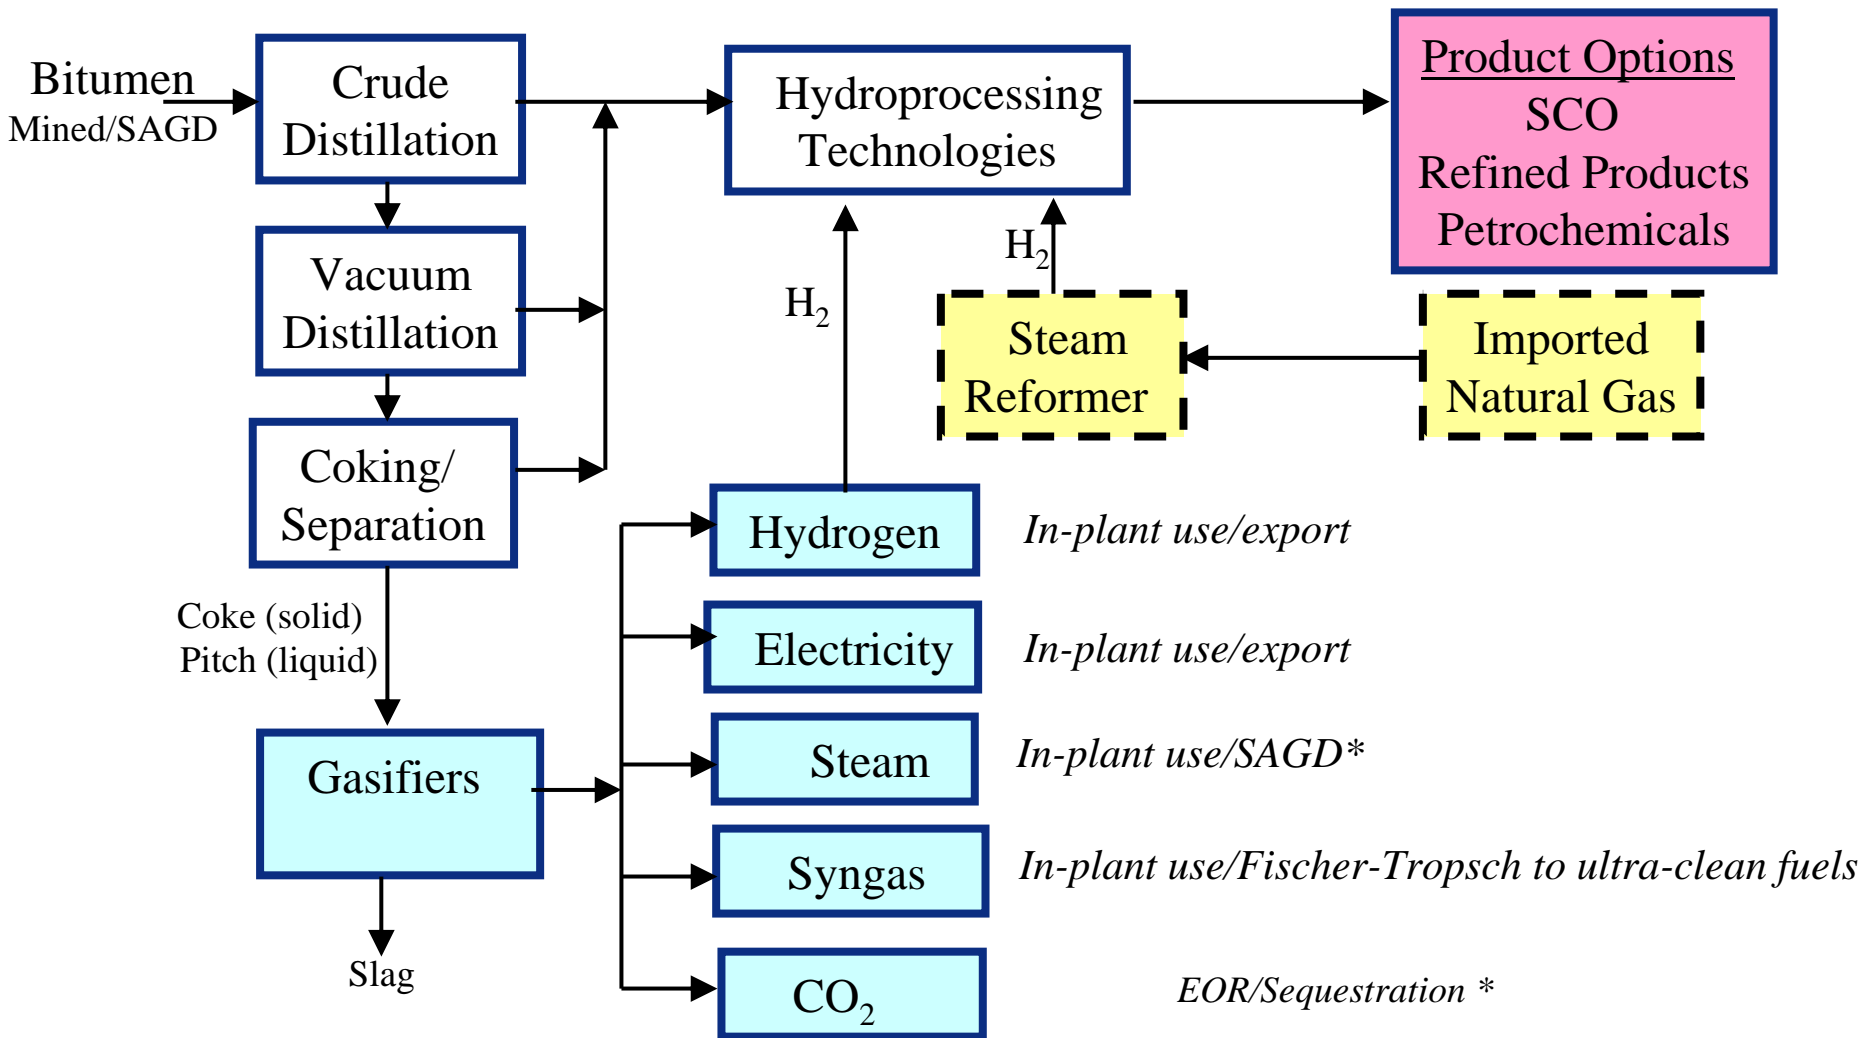 Bitumen
Mined/SAGD
Crude
Distillation
Hydroprocessing
Technologies
Product Options
SCO
Refined Products
Petrochemicals
Vacuum
Distillation
H₂
H₂
Steam
Reformer
Imported
Natural Gas
Coking/
Separation
Coke (solid)
Pitch (liquid)
Hydrogen
In-plant use/export
Electricity
In-plant use/export
Gasifiers
Steam
In-plant use/SAGD*
Syngas
In-plant use/Fischer-Tropsch to ultra-clean fuels
Slag
CO₂
EOR/Sequestration *